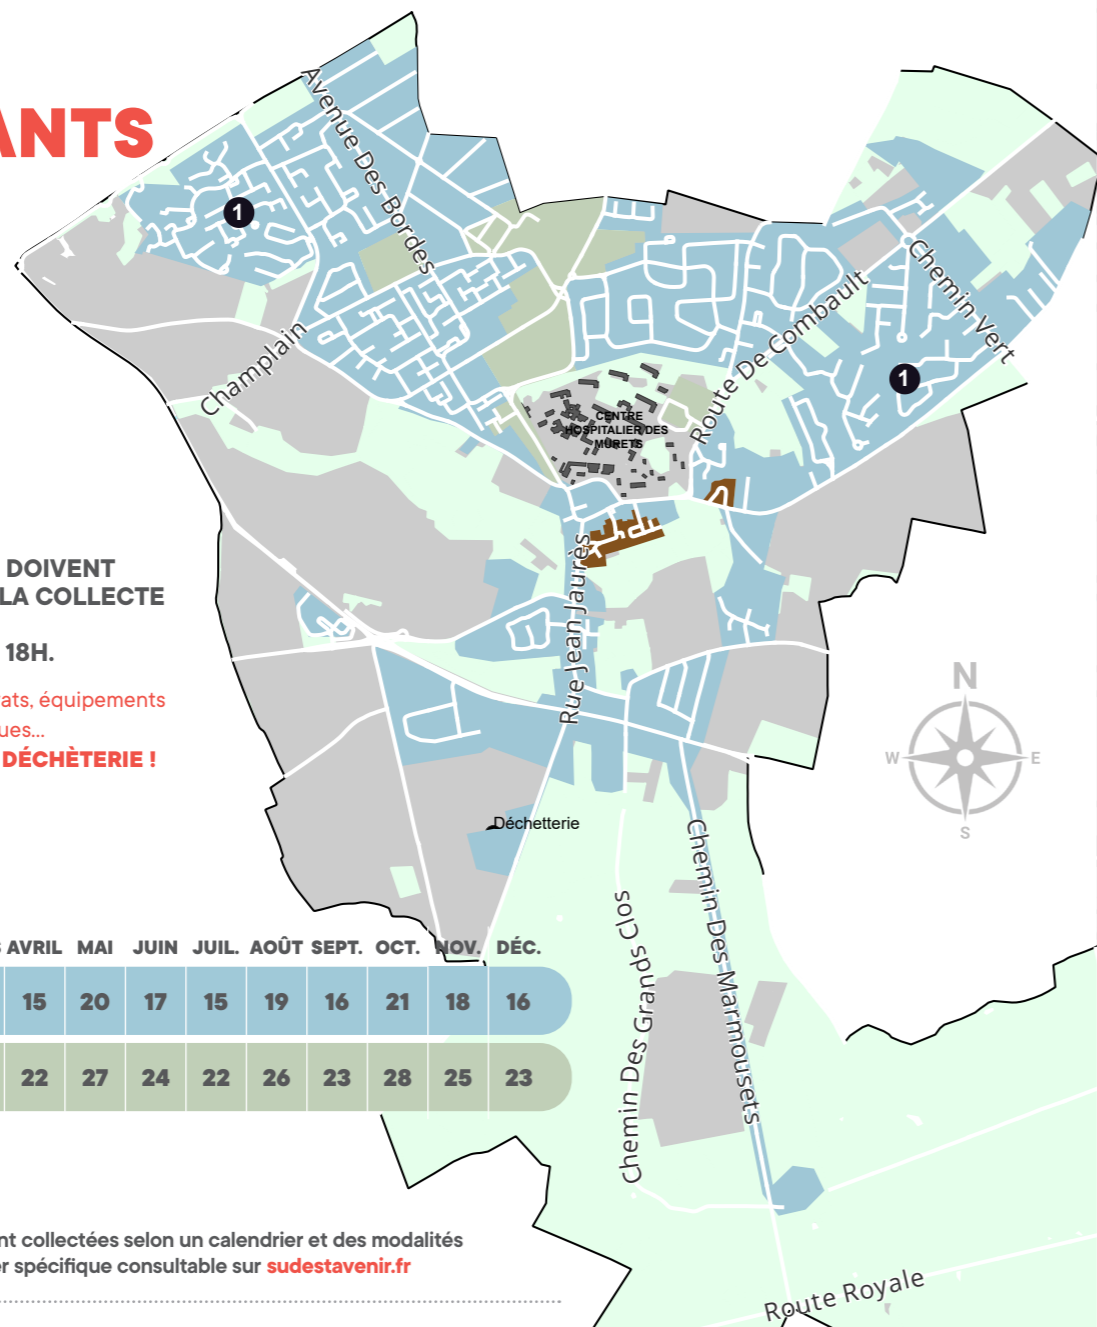 ANTS
Avenue Des Bordes
1
Champlain
Chemin Vert
Route De Combault
1
CENTRE
HOSPITALIER DES
MURETS
DOIVENT
LA COLLECTE
18H.
Rue Jean Jaurès
ats, équipements
ues...
DÉCHÈTERIE !
N
W E
S
Déchetterie
Chemin Des Marmousets
Chemin Des Grands Clos
S AVRIL MAI JUIN JUIL. AOÛT SEPT. OCT. NOV. DÉC.
15 20 17 15 19 16 21 18 16
22 27 24 22 26 23 28 25 23
nt collectées selon un calendrier et des modalités
er spécifique consultable sur sudestavenir.fr
Route Royale